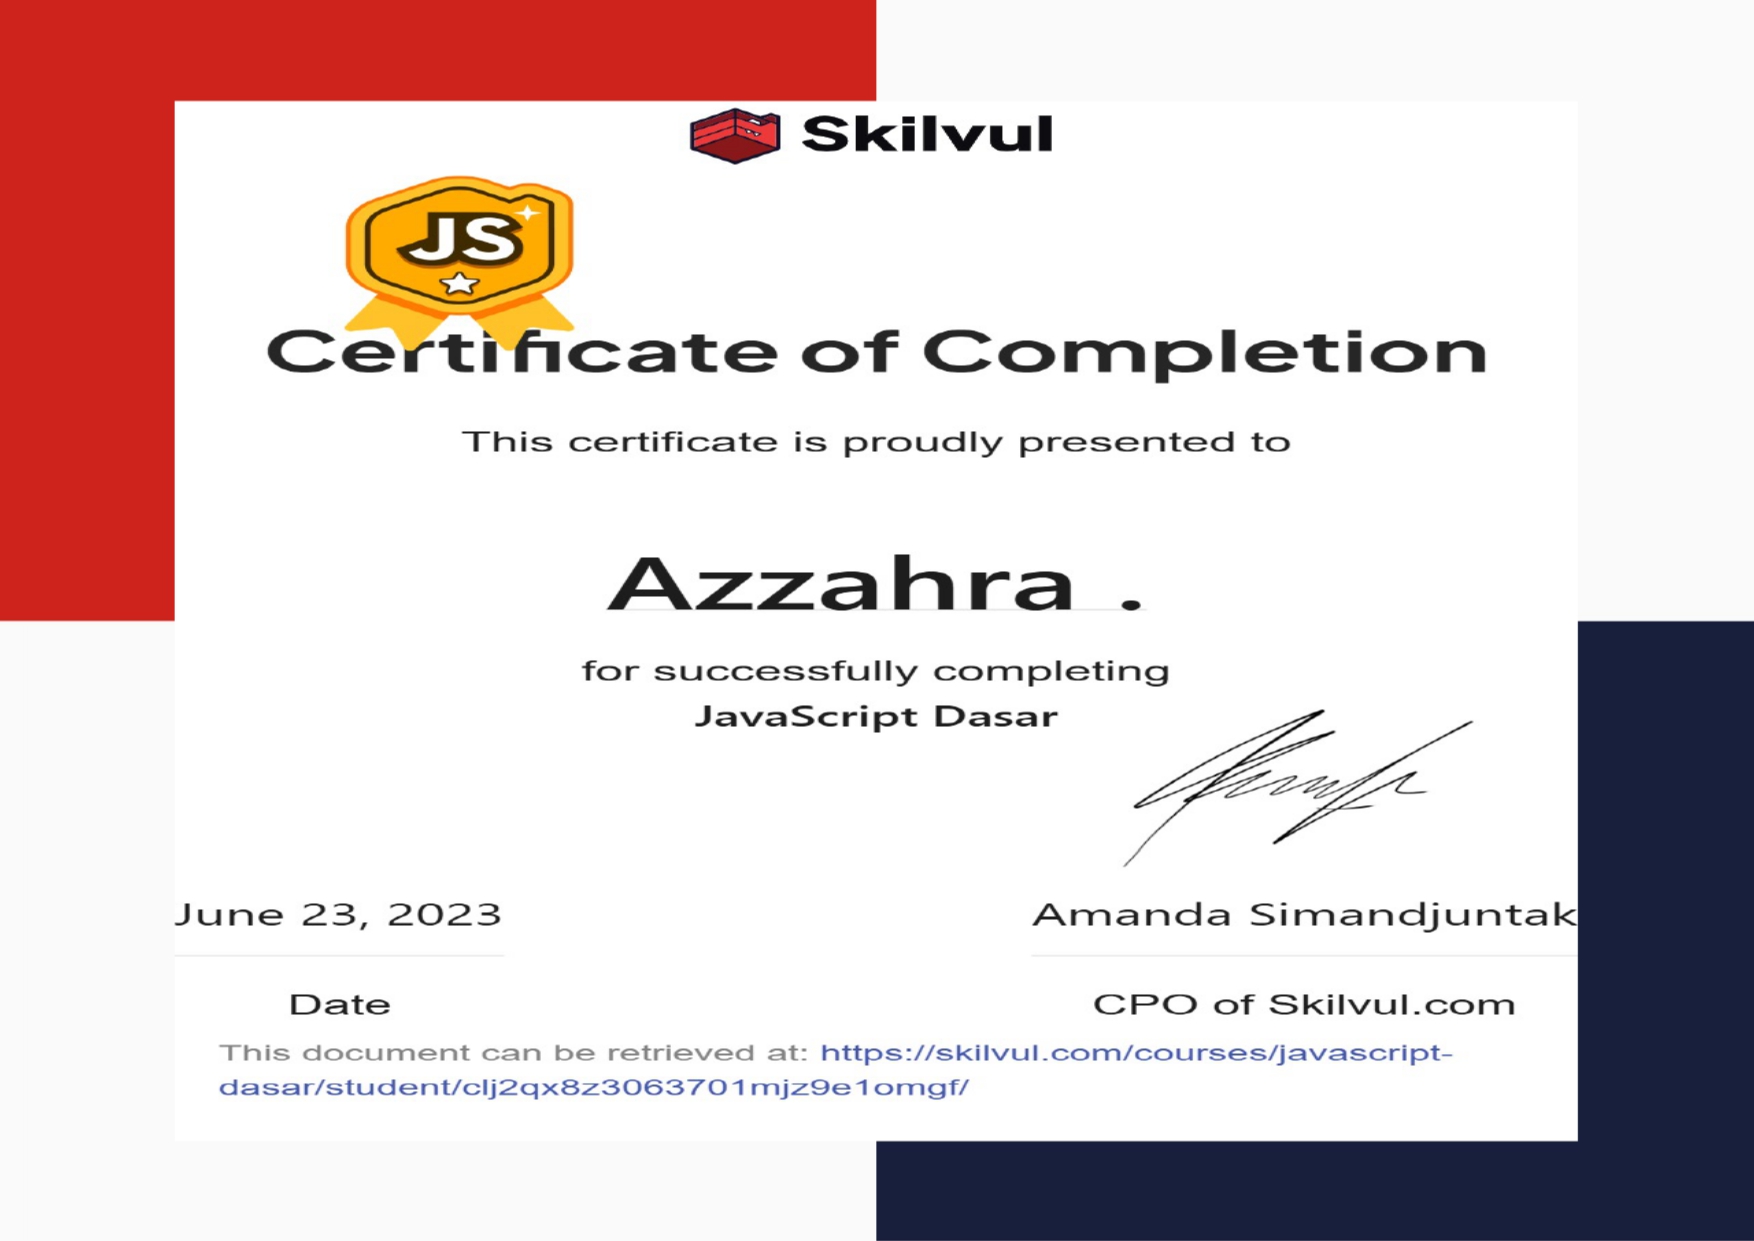 Skilvul
JS
Certificate of Completion
This certificate is proudly presented to
Azzahra .
for successfully completing
JavaScript Dasar
June 23, 2023
Amanda Simandjuntak
Date
CPO of Skilvul.com
This document can be retrieved at: https://skilvul.com/courses/javascript-
dasar/student/clj2qx8z3063701mjz9e1omgf/